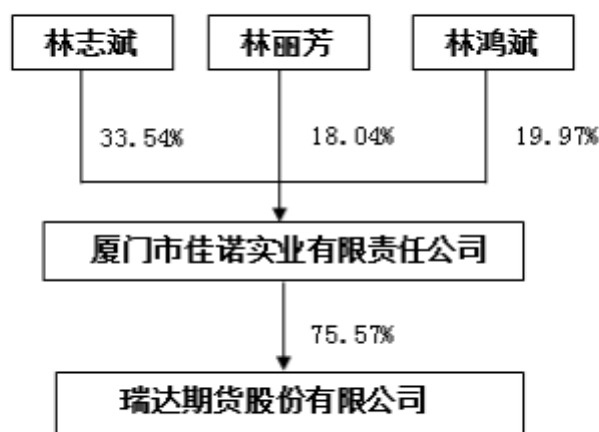 林志斌 林丽芳 林鸿斌
33.54% 18.04% 19.97%
厦门市佳诺实业有限责任公司
75.57%
瑞达期货股份有限公司